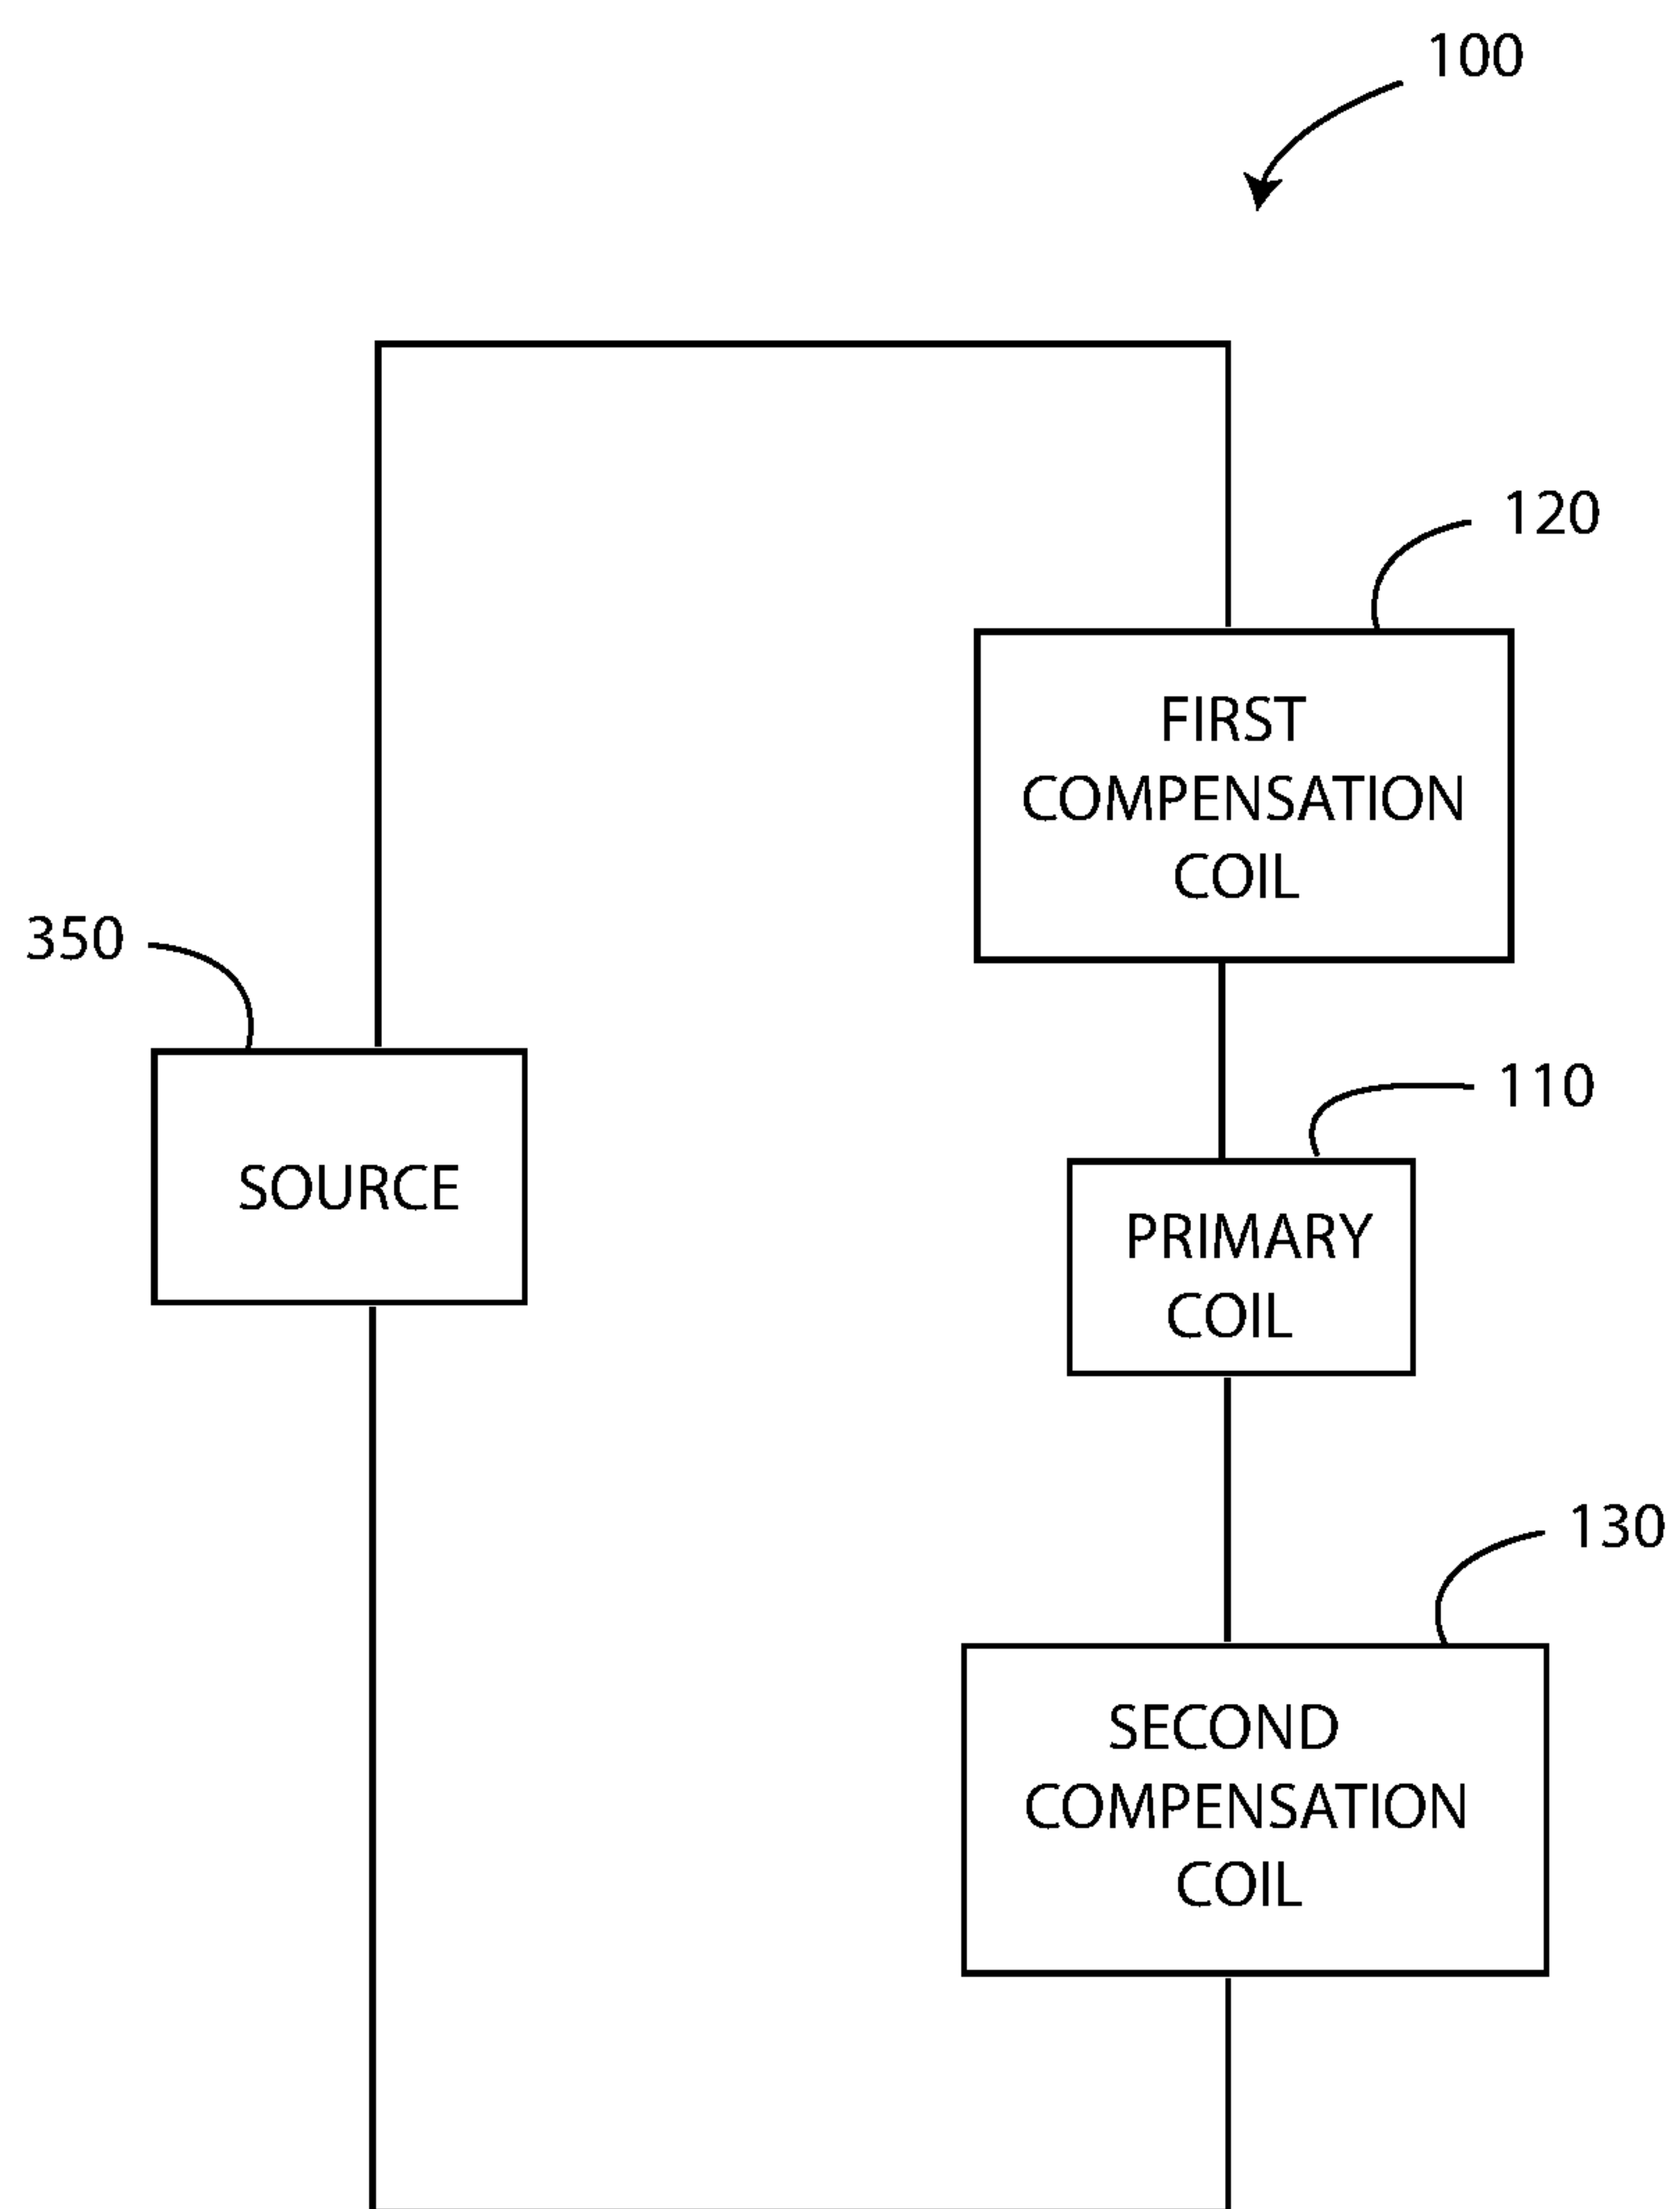 100
120
FIRST
COMPENSATION
COIL
350
110
SOURCE
PRIMARY
COIL
130
SECOND
COMPENSATION
COIL